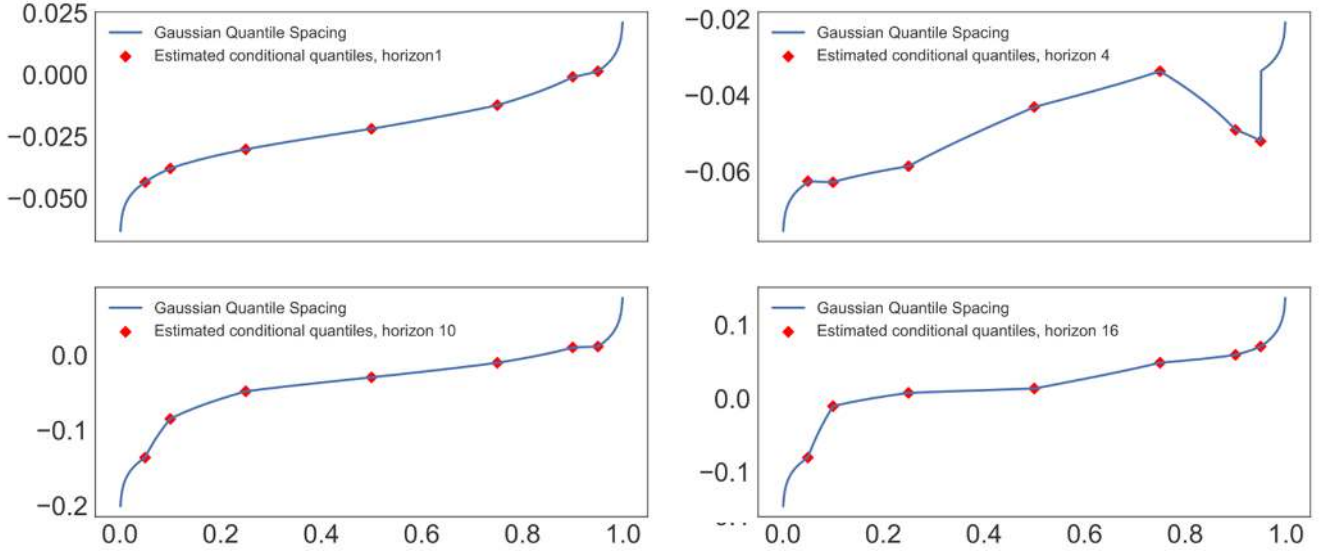 0.025
0.000
−0.025
−0.050
Gaussian Quantile Spacing
Estimated conditional quantiles, horizon1
−0.02
−0.04
−0.06
Gaussian Quantile Spacing
Estimated conditional quantiles, horizon 4
0.0
−0.1
−0.2
Gaussian Quantile Spacing
Estimated conditional quantiles, horizon 10
0.0 0.2 0.4 0.6 0.8 1.0
0.1
0.0
−0.1
Gaussian Quantile Spacing
Estimated conditional quantiles, horizon 16
0.0 0.2 0.4 0.6 0.8 1.0